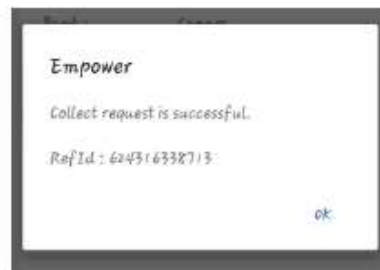 Empower
Collect request is successful.
RefId : 624316338713
OK